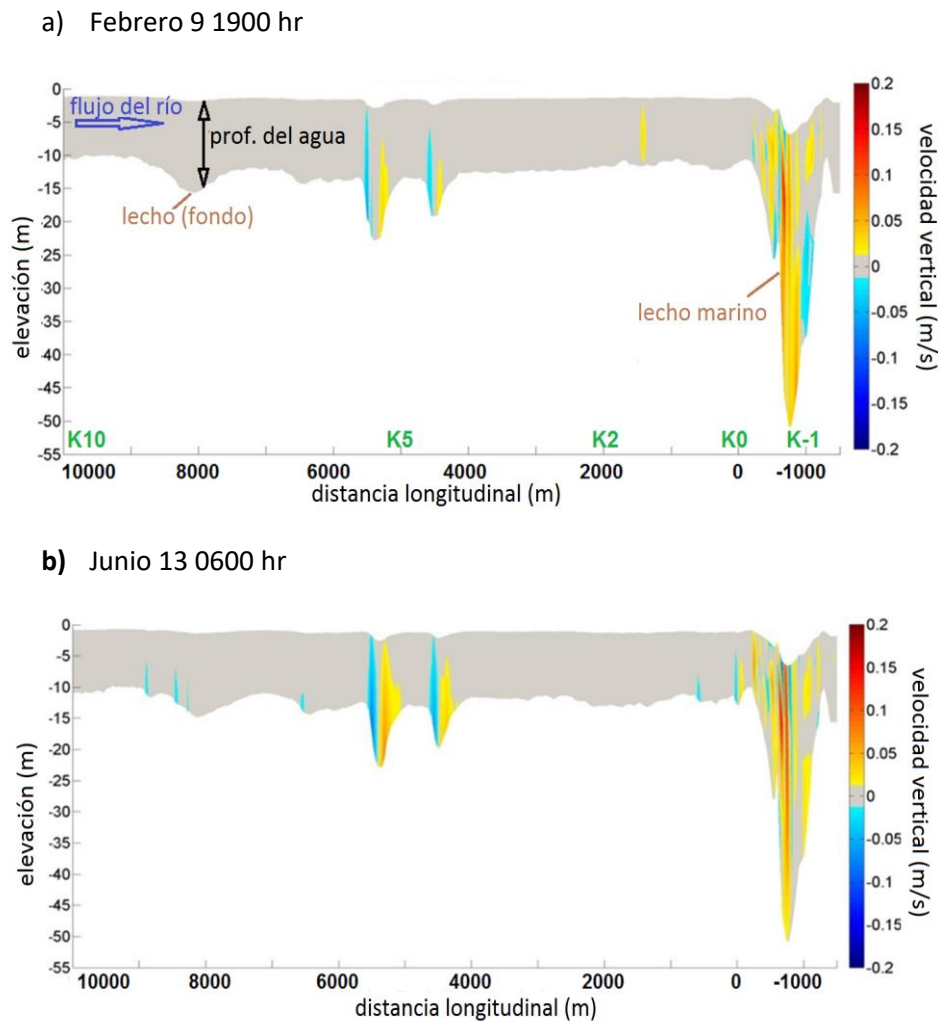 a) Febrero 9 1900 hr
0
-5
-10
-15
-20
-25
-30
-35
-40
-45
-50
-55
elevación (m)
flujo del río
prof. del agua
lecho (fondo)
lecho marino
K10 K5 K2 K0 K-1
10000 8000 6000 4000 2000 0 -1000
distancia longitudinal (m)
0.2
0.15
0.1
0.05
0
-0.05
-0.1
-0.15
-0.2
velocidad vertical (m/s)
b) Junio 13 0600 hr
0
-5
-10
-15
-20
-25
-30
-35
-40
-45
-50
-55
elevación (m)
10000 8000 6000 4000 2000 0 -1000
distancia longitudinal (m)
0.2
0.15
0.1
0.05
0
-0.05
-0.1
-0.15
-0.2
velocidad vertical (m/s)